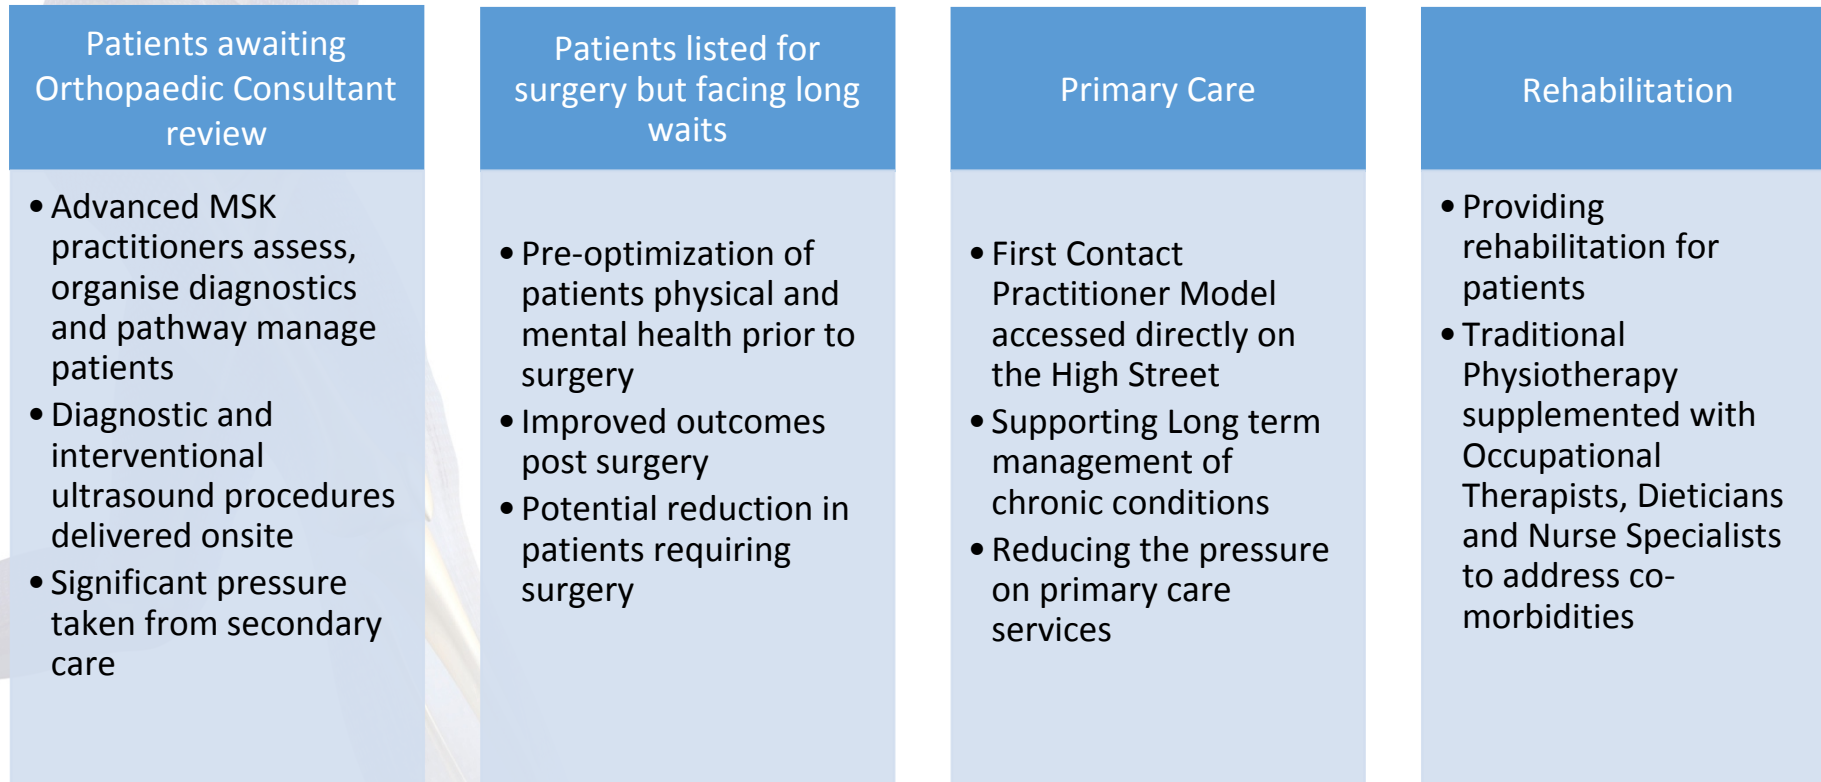 Patients awaiting
Orthopaedic Consultant
review
• Advanced MSK
practitioners assess,
organise diagnostics
and pathway manage
patients
• Diagnostic and
interventional
ultrasound procedures
delivered onsite
• Significant pressure
taken from secondary
care
Patients listed for
surgery but facing long
waits
• Pre-optimization of
patients physical and
mental health prior to
surgery
• Improved outcomes
post surgery
• Potential reduction in
patients requiring
surgery
Primary Care
• First Contact
Practitioner Model
accessed directly on
the High Street
• Supporting Long term
management of
chronic conditions
• Reducing the pressure
on primary care
services
Rehabilitation
• Providing
rehabilitation for
patients
• Traditional
Physiotherapy
supplemented with
Occupational
Therapists, Dieticians
and Nurse Specialists
to address co-
morbidities